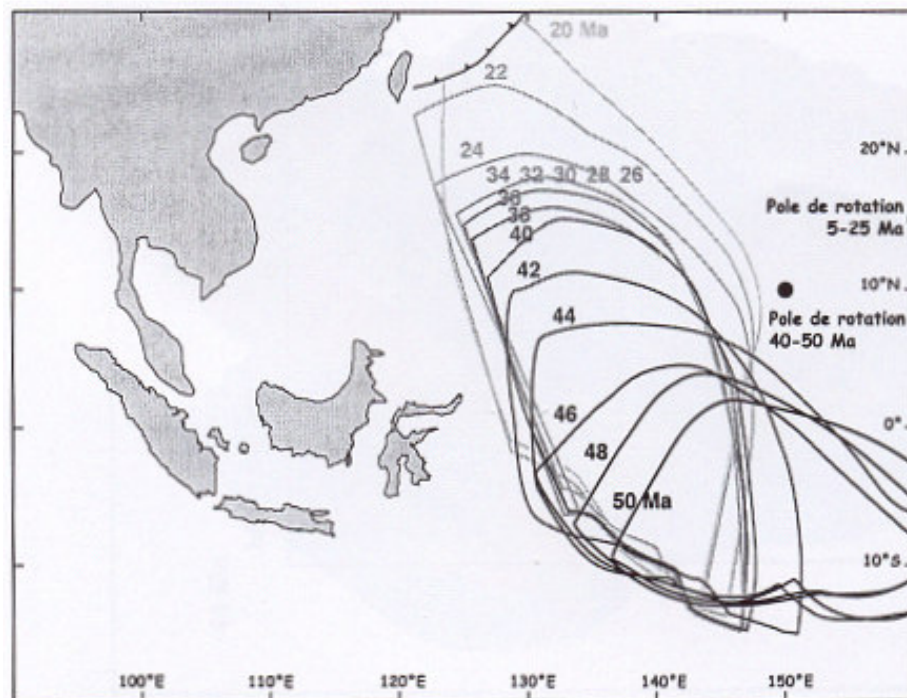 20 Ma
22
24
20°N.
34 32 30 28 26
36
38
40
Pole de rotation
5-25 Ma
42
10°N.
44
Pole de rotation
40-50 Ma
46
0°.
48
50 Ma
10°S.
100°E
110°E
120°E
130°E
140°E
150°E